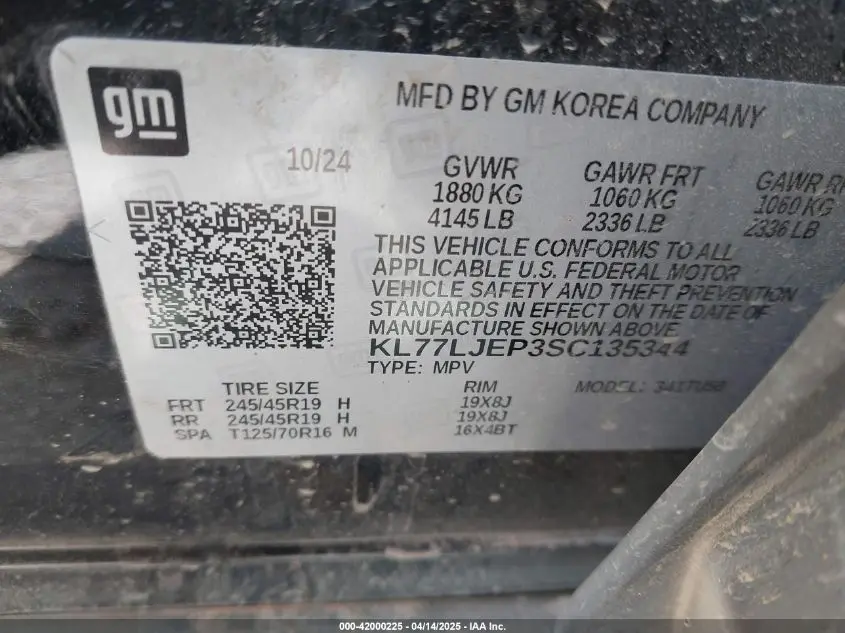 gm
MFD BY GM KOREA COMPANY
10/24
GVWR GAWR FRT GAWR
1880 KG 1060 KG 1060 KG
4145 LB 2336 LB 2336 LB
THIS VEHICLE CONFORMS TO ALL
APPLICABLE U.S. FEDERAL MOTOR
VEHICLE SAFETY AND THEFT PREVENTION
STANDARDS IN EFFECT ON THE DATE OF
MANUFACTURE SHOWN ABOVE
KL77LJEP3SC135344
TYPE: MPV
TIRE SIZE RIM MODEL:
FRT 245/45R19 H 19X8J
RR 245/45R19 H 19X8J
SPA T125/70R16 M 16X4BT
000-42000225 - 04/14/2025 - IAA Inc.